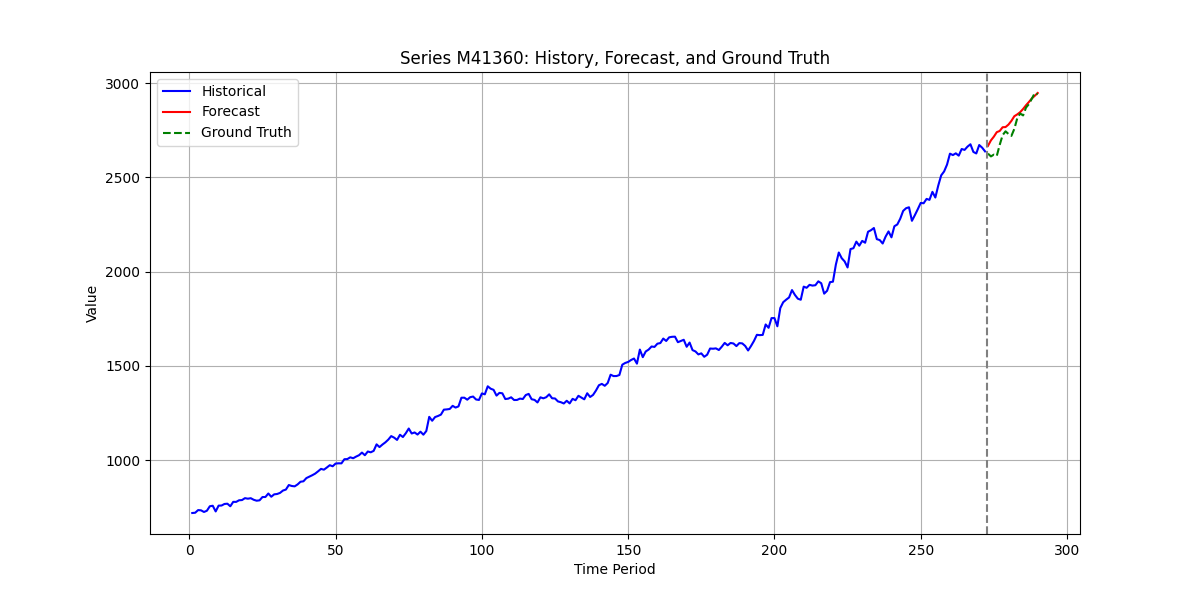 Series M41360: History, Forecast, and Ground Truth
Historical
Forecast
Ground Truth
3000
2500
2000
1500
1000
Value
0 50 100 150 200 250 300
Time Period